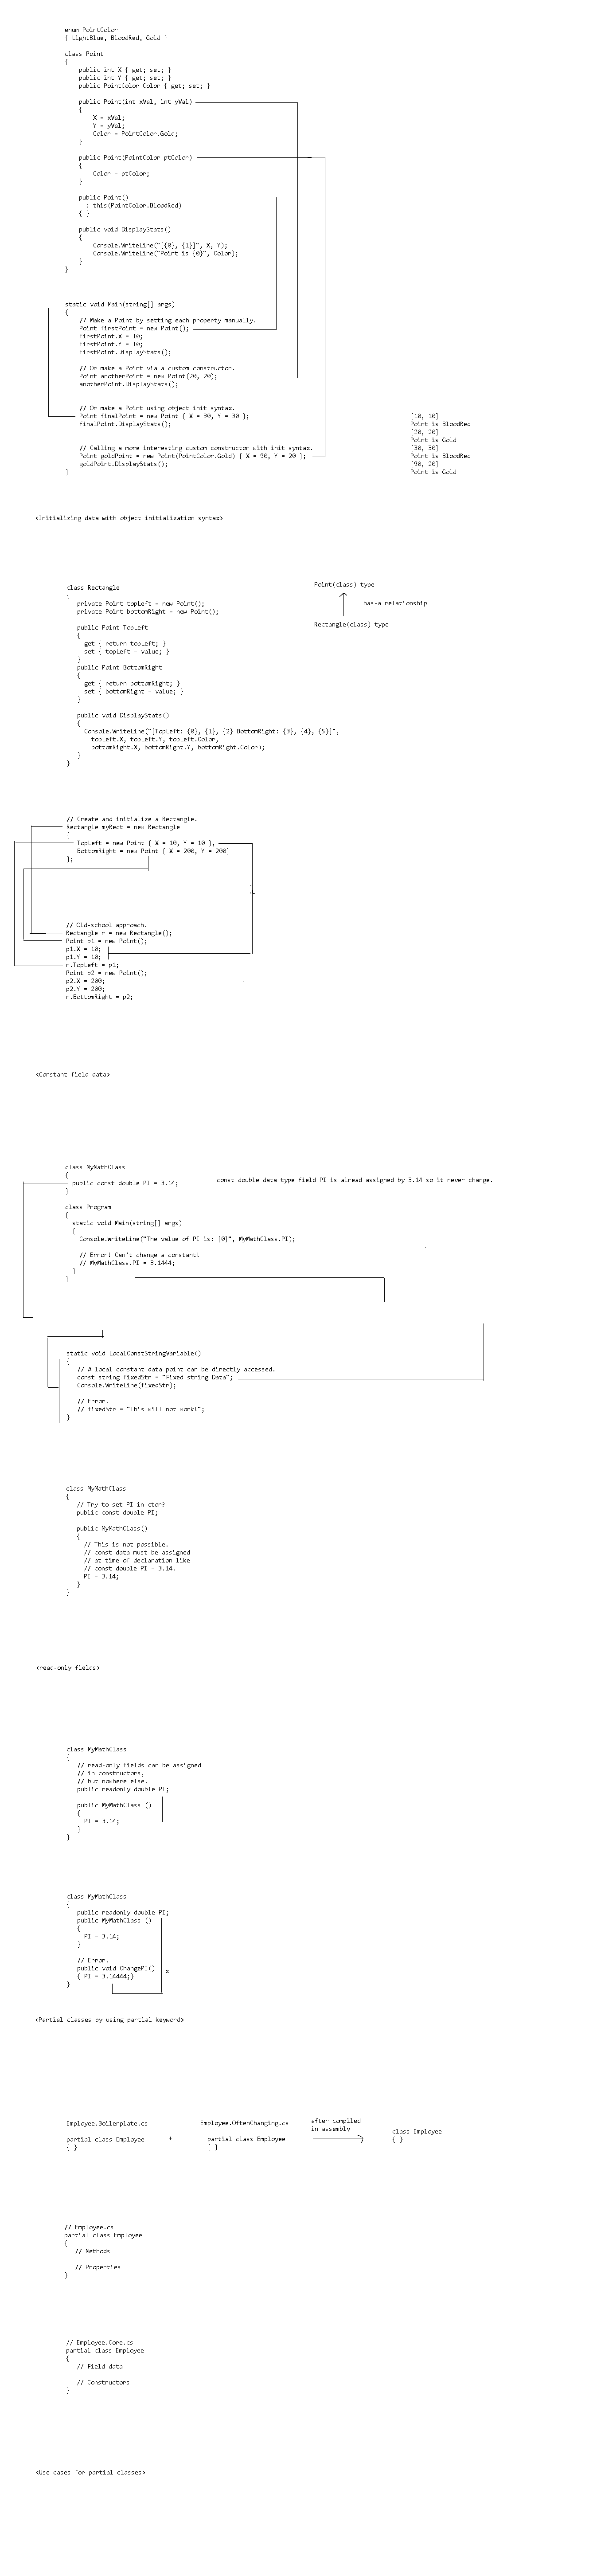 enum PointColor
{ LightBlue, BloodRed, Gold }
class Point
{
public int X { get; set; }
public int Y { get; set; }
public PointColor Color { get; set; }
public Point(int xVal, int yVal)
{
X = xVal;
Y = yVal;
Color = PointColor.Gold;
}
public Point(PointColor ptColor)
{
Color = ptColor;
}
public Point()
: this(PointColor.BloodRed)
{ }
public void DisplayStats()
{
Console.WriteLine("[{0}, {1}]", X, Y);
Console.WriteLine("Point is {0}", Color);
}
}
static void Main(string[] args)
{
// Make a Point by setting each property manually.
Point firstPoint = new Point();
firstPoint.X = 10;
firstPoint.Y = 10;
firstPoint.DisplayStats();
// Or make a Point via a custom constructor.
Point anotherPoint = new Point(20, 20);
anotherPoint.DisplayStats();
// Or make a Point using object init syntax.
Point finalPoint = new Point { X = 30, Y = 30 };
finalPoint.DisplayStats();
// Calling a more interesting custom constructor with init syntax.
Point goldPoint = new Point(PointColor.Gold) { X = 90, Y = 20 };
goldPoint.DisplayStats();
}
[10, 10]
Point is BloodRed
[20, 20]
Point is Gold
[30, 30]
Point is BloodRed
[90, 20]
Point is Gold
<Initializing data with object initialization syntax>
class Rectangle
{
private Point topLeft = new Point();
private Point bottomRight = new Point();
public Point TopLeft
{
get { return topLeft; }
set { topLeft = value; }
}
public Point BottomRight
{
get { return bottomRight; }
set { bottomRight = value; }
}
public void DisplayStats()
{
Console.WriteLine("[TopLeft: {0}, {1}, {2} BottomRight: {3}, {4}, {5}]",
topLeft.X, topLeft.Y, topLeft.Color,
bottomRight.X, bottomRight.Y, bottomRight.Color);
}
}
Point(class) type
has-a relationship
Rectangle(class) type
// Create and initialize a Rectangle.
Rectangle myRect = new Rectangle
{
TopLeft = new Point { X = 10, Y = 10 },
BottomRight = new Point { X = 200, Y = 200}
};
// Old-school approach.
Rectangle r = new Rectangle();
Point p1 = new Point();
p1.X = 10;
p1.Y = 10;
r.TopLeft = p1;
Point p2 = new Point();
p2.X = 200;
p2.Y = 200;
r.BottomRight = p2;
<Constant field data>
class MyMathClass
{
public const double PI = 3.14;
}
const double data type field PI is alread assigned by 3.14 so it never change.
class Program
{
static void Main(string[] args)
{
Console.WriteLine("The value of PI is: {0}", MyMathClass.PI);
// Error! Can't change a constant!
// MyMathClass.PI = 3.1444;
}
}
static void LocalConstStringVariable()
{
// A local constant data point can be directly accessed.
const string fixedStr = "Fixed string Data";
Console.WriteLine(fixedStr);
// Error!
// fixedStr = "This will not work!";
}
class MyMathClass
{
// Try to set PI in ctor?
public const double PI;
public MyMathClass()
{
// This is not possible.
// const data must be assigned
// at time of declaration like
// const double PI = 3.14.
PI = 3.14;
}
}
<read-only fields>
class MyMathClass
{
// read-only fields can be assigned
// in constructors,
// but nowhere else.
public readonly double PI;
public MyMathClass ()
{
PI = 3.14;
}
}
class MyMathClass
{
public readonly double PI;
public MyMathClass ()
{
PI = 3.14;
}
// Error!
public void ChangePI()
{ PI = 3.14444;}
}
x
<Partial classes by using partial keyword>
Employee.Boilerplate.cs
partial class Employee
{ }
+
Employee.OftenChanging.cs
partial class Employee
{ }
after compiled
in assembly
class Employee
{ }
// Employee.cs
partial class Employee
{
// Methods
// Properties
}
// Employee.Core.cs
partial class Employee
{
// Field data
// Constructors
}
<Use cases for partial classes>